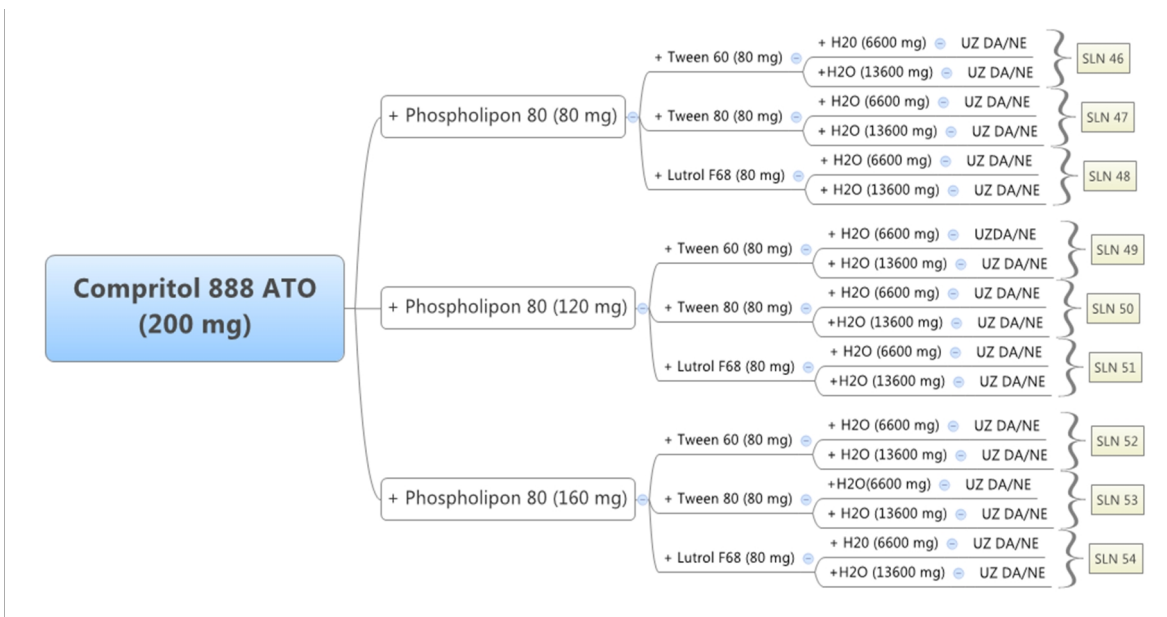 Compritol 888 ATO
(200 mg)
+ Phospholipon 80 (80 mg)
+ Tween 60 (80 mg)
+ H20 (6600 mg) UZ DA/NE
+H2O (13600 mg) UZ DA/NE
SLN 46
+ Tween 80 (80 mg)
+ H2O (6600 mg) UZ DA/NE
+ H2O (13600 mg) UZ DA/NE
SLN 47
+ Lutrol F68 (80 mg)
+ H2O (6600 mg) UZ DA/NE
+ H2O (13600 mg) UZ DA/NE
SLN 48
+ Phospholipon 80 (120 mg)
+ Tween 60 (80 mg)
+ H2O (6600 mg) UZDA/NE
+ H2O (13600 mg) UZ DA/NE
SLN 49
+ Tween 80 (80 mg)
+ H2O (6600 mg) UZ DA/NE
+H2O (13600 mg) UZ DA/NE
SLN 50
+ Lutrol F68 (80 mg)
+ H2O (6600 mg) UZ DA/NE
+H2O (13600 mg) UZ DA/NE
SLN 51
+ Phospholipon 80 (160 mg)
+ Tween 60 (80 mg)
+ H2O (6600 mg) UZ DA/NE
+ H2O (13600 mg) UZ DA/NE
SLN 52
+ Tween 80 (80 mg)
+H2O(6600 mg) UZ DA/NE
+ H2O (13600 mg) UZ DA/NE
SLN 53
+ Lutrol F68 (80 mg)
+ H20 (6600 mg) UZ DA/NE
+H2O (13600 mg) UZ DA/NE
SLN 54